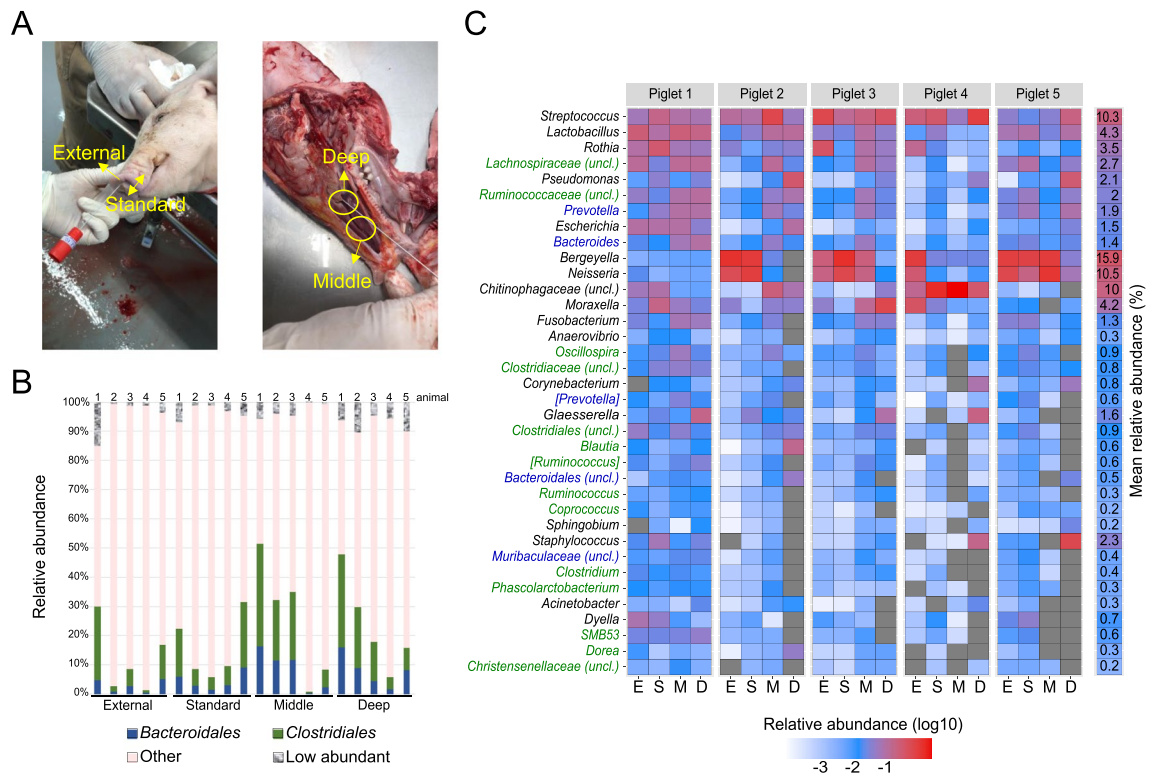 A
External
Standard
Deep
Middle
B
1 2 3 4 5 1 2 3 4 5 1 2 3 4 5 1 2 3 4 5 animal
100%
90%
80%
70%
60%
50%
40%
30%
20%
10%
0%
Relative abundance
External Standard Middle Deep
Bacteroidales Clostridiales
Other Low abundant
C
Piglet 1 Piglet 2 Piglet 3 Piglet 4 Piglet 5
Streptococcus 10.3
Lactobacillus 4.3
Rothia 3.5
Lachnospiraceae (uncl.) 2.7
Pseudomonas 2.1
Ruminococcaceae (uncl.) 2
Prevotella 1.9
Escherichia 1.5
Bacteroides 1.4
Bergeyella 15.9
Neisseria 10.5
Chitinophagaceae (uncl.) 10
Moraxella 4.2
Fusobacterium 1.3
Anaerovibrio 0.3
Oscillospira 0.9
Clostridiaceae (uncl.) 0.8
Corynebacterium 0.8
[Prevotella] 0.6
Glaesserella 1.6
Clostridiales (uncl.) 0.9
Blautia 0.6
[Ruminococcus] 0.6
Bacteroidales (uncl.) 0.5
Ruminococcus 0.3
Coprococcus 0.2
Sphingobium 0.2
Staphylococcus 2.3
Muribaculaceae (uncl.) 0.4
Clostridium 0.4
Phascolarctobacterium 0.3
Acinetobacter 0.3
Dyella 0.7
SMB53 0.6
Dorea 0.3
Christensenellaceae (uncl.) 0.2
E S M D E S M D E S M D E S M D E S M D
Mean relative abundance (%)
Relative abundance (log10)
-3 -2 -1